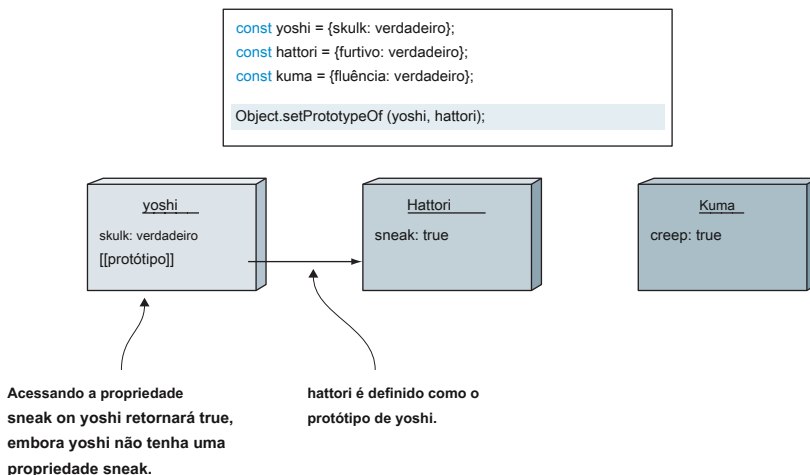 const yoshi = {skulk: verdadeiro};
const hattori = {furtivo: verdadeiro};
const kuma = {fluência: verdadeiro};
Object.setPrototypeOf (yoshi, hattori);
yoshi
skulk: verdadeiro
[[protótipo]]
Hattori
sneak: true
Kuma
creep: true
Acessando a propriedade
sneak on yoshi retornará true,
embora yoshi não tenha uma
propriedade sneak.
hattori é definido como o
protótipo de yoshi.